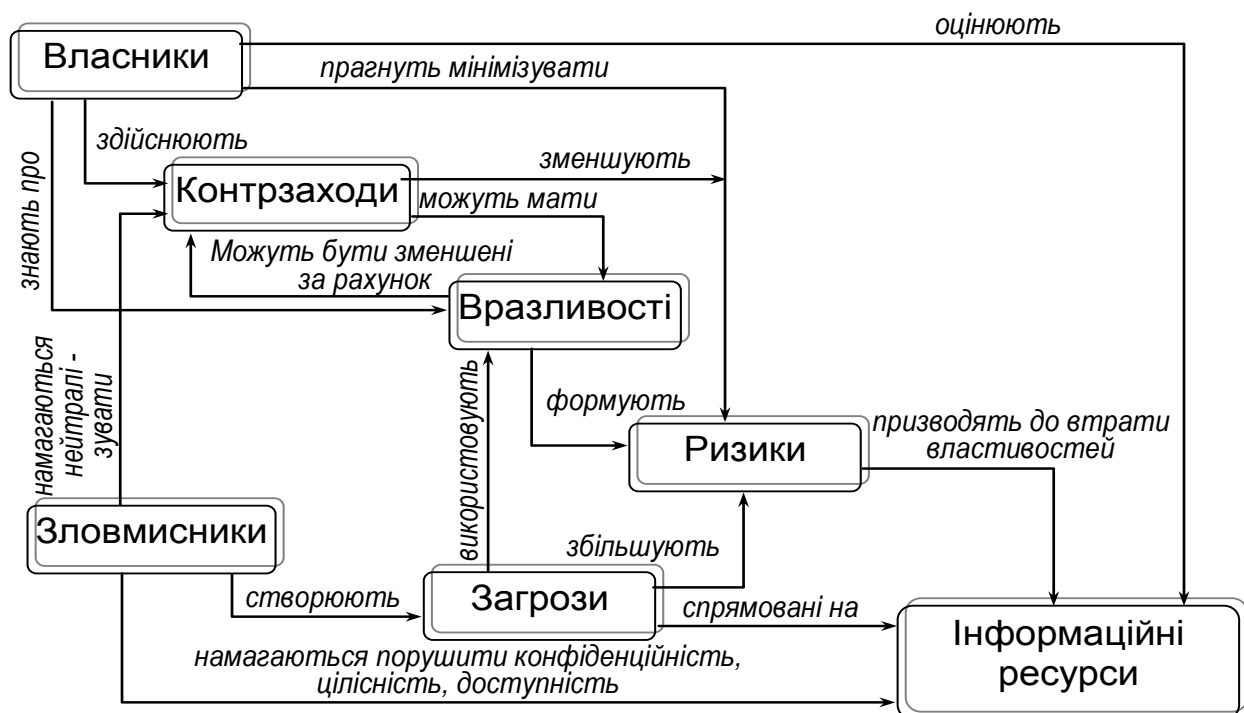 оцінюють
Власники
прагнуть мінімізувати
здійснюють
зменшують
Контрзаходи
можуть мати
знають про
Можуть бути зменшені
за рахунок
Вразливості
намагаються
нейтралі -
зувати
використовують
формують
призводять до втрати
властивостей
Ризики
Зловмисники
збільшують
створюють
Загрози
спрямовані на
Інформаційні
ресурси
намагаються порушити конфіденційність,
цілісність, доступність